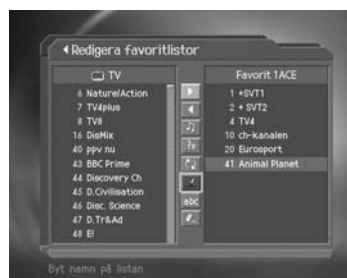 Redigera favoritlistor
TV
6 Nature/Action
7 TV4plus
8 TV8
16 DisMix
40 ppv nu
43 BBC Prime
44 Discovery Ch
45 D.Civilisation
46 Disc. Science
47 D.Tr&Ad
48 E!
abc
Favorit 1ACE
1 +SVT1
2 + SVT2
4 TV4
10 ch-kanalen
20 Eurosport
41 Animal Planet
Byt namn på listan